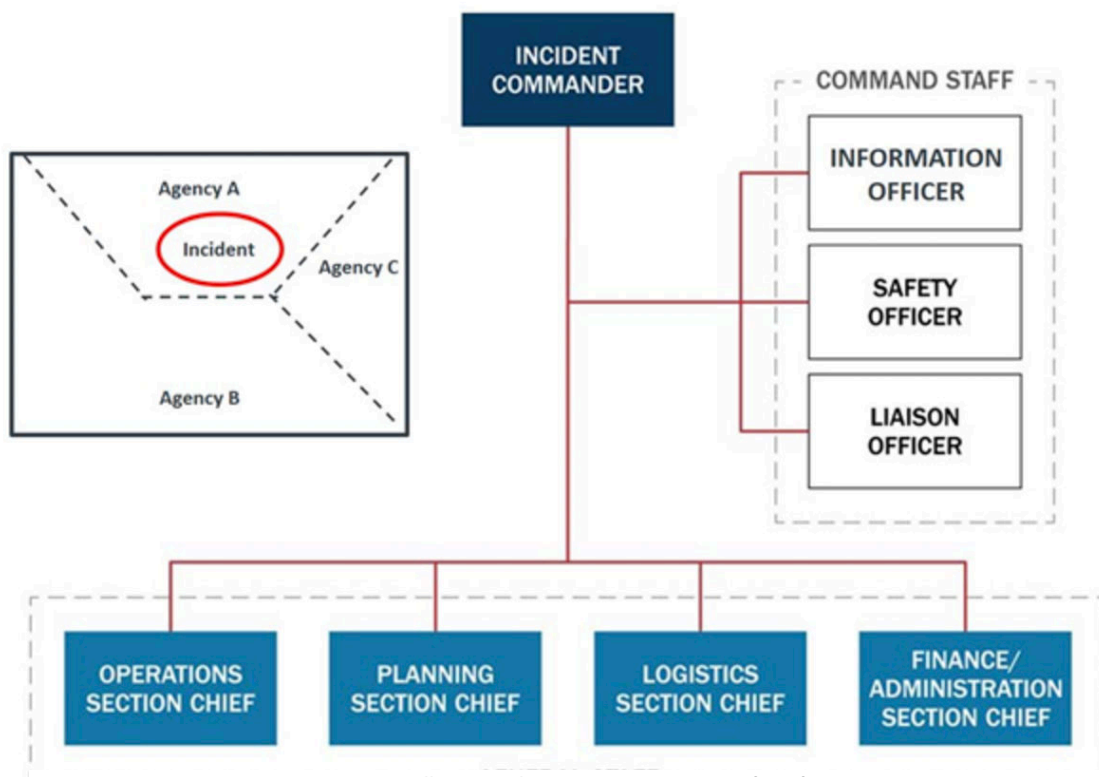 INCIDENT
COMMANDER
COMMAND STAFF
INFORMATION
OFFICER
SAFETY
OFFICER
LIAISON
OFFICER
Agency A
Incident
Agency C
Agency B
OPERATIONS
SECTION CHIEF
PLANNING
SECTION CHIEF
LOGISTICS
SECTION CHIEF
FINANCE/
ADMINISTRATION
SECTION CHIEF